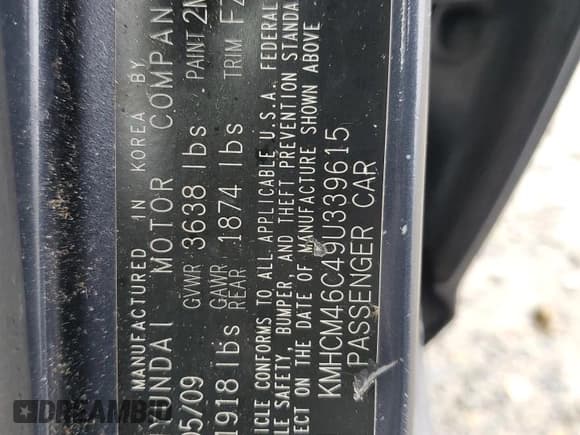 MANUFACTURED IN KOREA BY
YUNDAI MOTOR COMPAN
05/09 GVWR 3638 lbs PAINT 2N
1918 lbs GAWR REAR 1874 lbs TRIM FZ
ICLE CONFORMS TO ALL APPLICABLE U.S.A. FEDERAL
LE SAFETY, BUMPER, AND THEFT PREVENTION STANDA
ECT ON THE DATE OF MANUFACTURE SHOWN ABOVE
KMHCM46C49U339615
PASSENGER CAR
DREAMBID